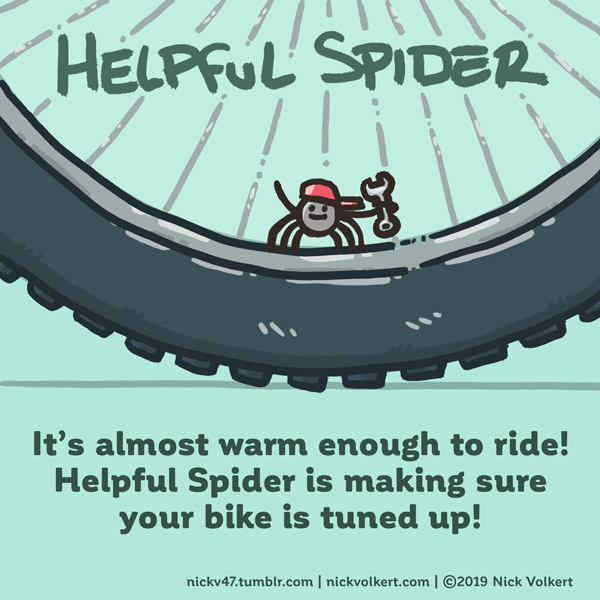 HELPFUL SPIDER
It's almost warm enough to ride!
Helpful Spider is making sure
your bike is tuned up!
nickv47.tumblr.com | nickvolkert.com | ©2019 Nick Volkert